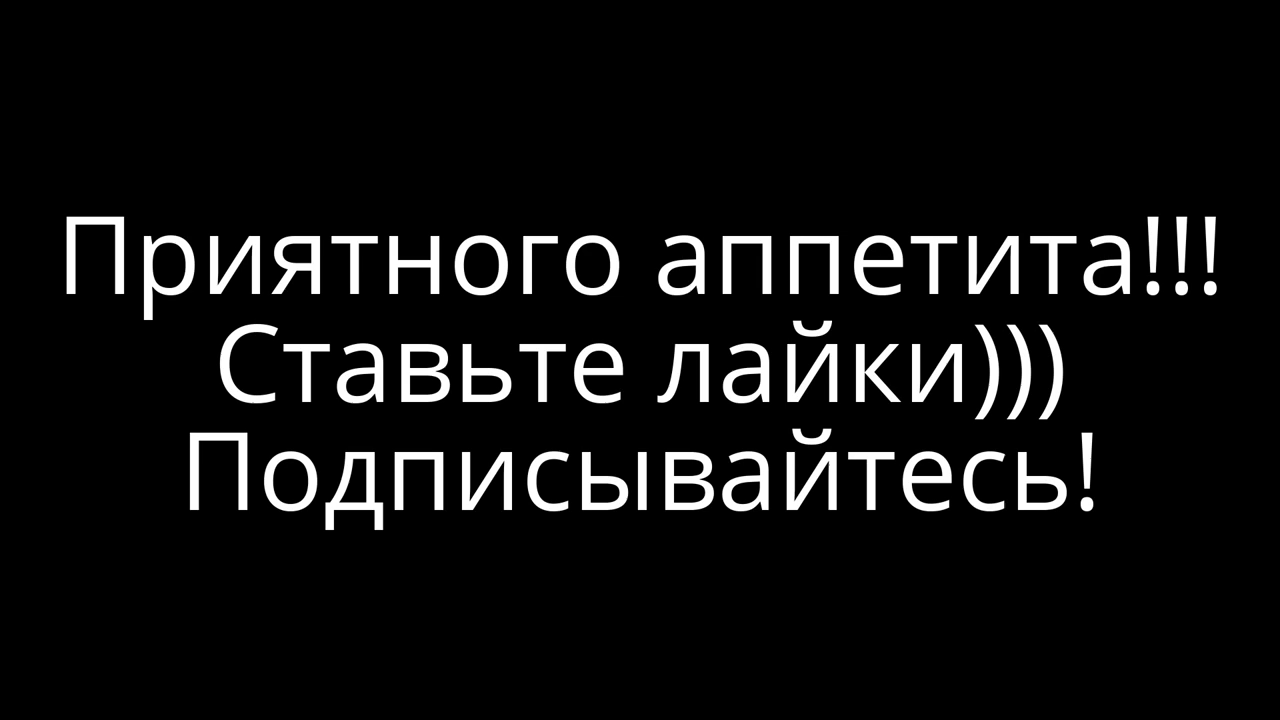 Приятного аппетита!!!
Ставьте лайки)))
Подписывайтесь!